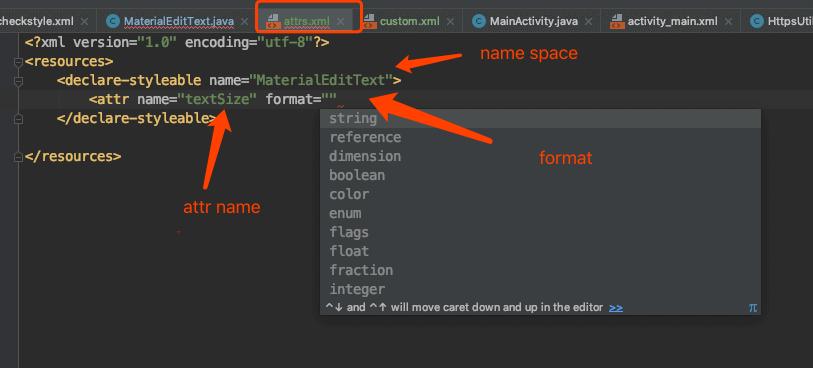 checkstyle.xml MaterialEditText.java attrs.xml custom.xml MainActivity.java activity_main.xml HttpsUtil
<?xml version="1.0" encoding="utf-8"?>
name space
<resources>
<declare-styleable name="MaterialEditText">
<attr name="textSize" format=""
</declare-styleable>
string
reference
</resources>
dimension
format
boolean
color
attr name
enum
flags
float
fraction
integer
^↓ and ^↑ will move caret down and up in the editor >> π